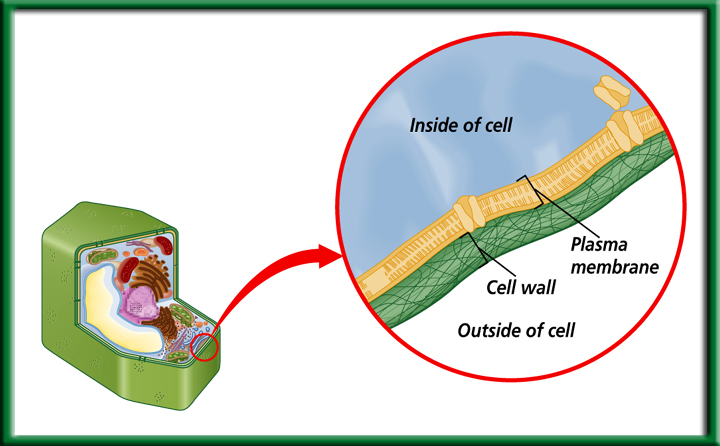 Inside of cell
Plasma
membrane
Cell wall
Outside of cell